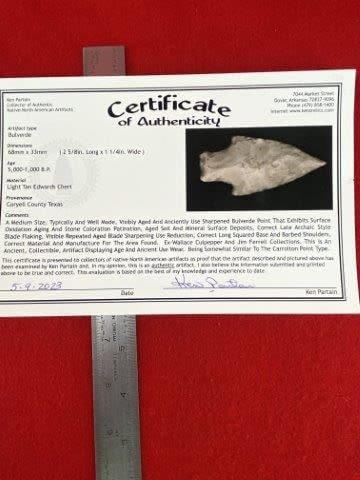 Ken Partain
Collector of Authentic
Native North American Artifacts
Certificate
of Authenticity
7044 Market Street
Dover, Arkansas 72837-9096
Artifact type
Bulverde
Dimensions
68mm x 33mm ( 2 5/8in. Long x 1 1/4in. Wide )
Age
5,000-1,000 B.P.
Material
Light Tan Edwards Chert
Provenance
Coryell County Texas
Comments
A Medium Size, Typically And Well Made, Visibly Aged And Anciently Use Sharpened Bulverde Point That Exhibits Surface
Oxidation Aging And Stone Coloration Patination, Aged Soil And Mineral Surface Deposits, Correct Late Archaic Style
Blade Flaking, Visible Repeated Aged Blade Sharpening Use Reduction, Correct Long Squared Base And Barbed Shoulders,
Correct Material And Manufacture For The Area Found. Ex-Wallace Culpepper And Jim Ferrell Collections. This Is An
Ancient, Collectible, Artifact Displaying Age And Ancient Use Wear. Being Somewhat Similar To The Carrolton Point Type.
This certificate is presented to collectors of native North American artifacts as proof that the artifact described and pictured above has
been examined by Ken Partain and, in my opinion, this is an authentic artifact. I also believe the information submitted and printed
above to be true and correct. This evaluation is based on the best of my knowledge and experience to date.
5-9-2023 Ken Partain
Date Ken Partain
7
6
5
8
9
4
3